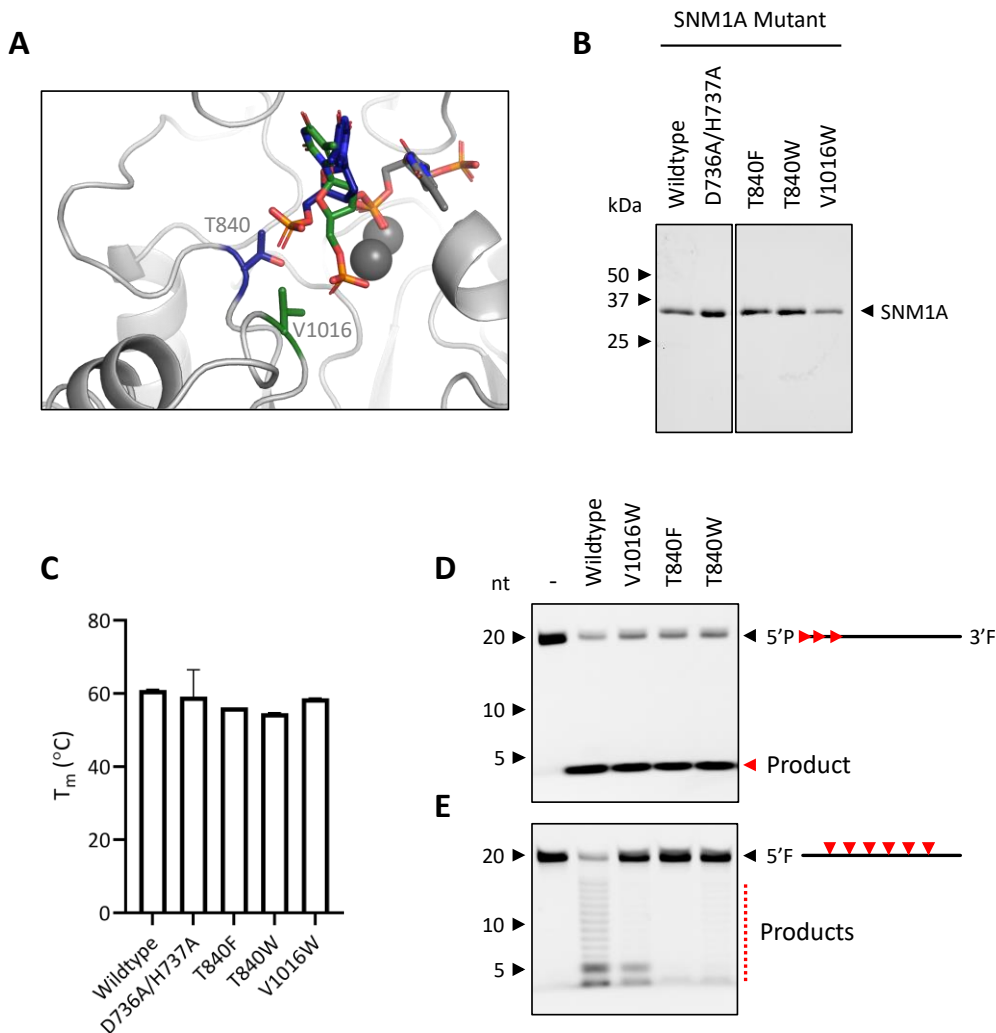 A
T840
V1016
B
SNM1A Mutant
Wildtype
D736A/H737A
T840F
T840W
V1016W
kDa
50
37
25
SNM1A
C
Tm (°C)
80
60
40
20
0
Wildtype
D736A/H737A
T840F
T840W
V1016W
D
nt
-
Wildtype
V1016W
T840F
T840W
20
10
5
5'P
3'F
Product
E
20
10
5
5'F
Products